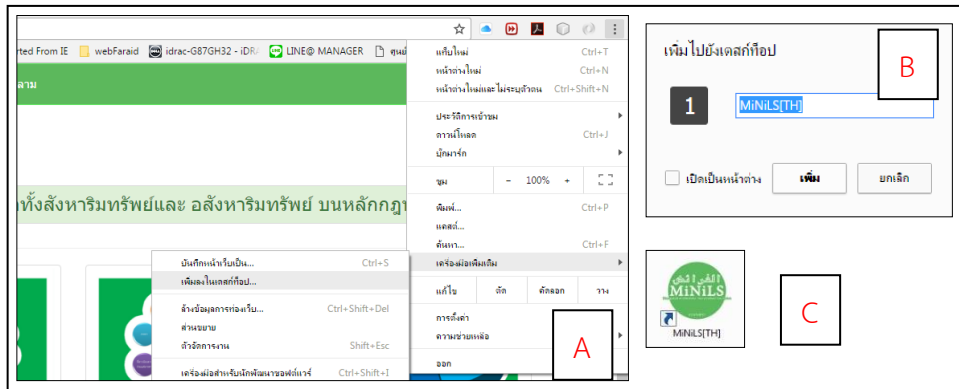 rted From IE webFaraid idrac-G87GH32 - iDR LINE@ MANAGER ศูนย์
ลาม
ทั้งสังหาริมทรัพย์และ อสังหาริมทรัพย์ บนหลักกฎ
แท็บใหม่ Ctrl+T
หน้าต่างใหม่ Ctrl+N
หน้าต่างใหม่และไม่ระบุตัวตน Ctrl+Shift+N
ประวัติการเข้าชม
ดาวน์โหลด Ctrl+J
บุ๊กมาร์ก
ซูม - 100% +
พิมพ์... Ctrl+P
แคสต์...
ค้นหา... Ctrl+F
เครื่องมือเพิ่มเติม
แก้ไข ตัด คัดลอก วาง
การตั้งค่า
ความช่วยเหลือ
ออก
บันทึกหน้าเว็บเป็น... Ctrl+S
เพิ่มลงในเดสก์ท็อป...
ล้างข้อมูลการท่องเว็บ... Ctrl+Shift+Del
ส่วนขยาย
ตัวจัดการงาน Shift+Esc
เครื่องมือสำหรับนักพัฒนาซอฟต์แวร์ Ctrl+Shift+I
A
เพิ่มไปยังเดสก์ท็อป
B
1
MiNiLS[TH]
เปิดเป็นหน้าต่าง เพิ่ม ยกเลิก
MiNiLS
MiNiLS[TH]
C